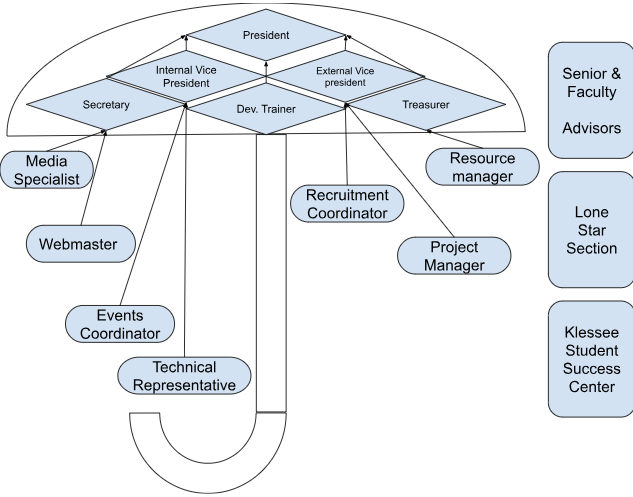 President
Internal Vice
President
External Vice
president
Secretary
Dev. Trainer
Treasurer
Media
Specialist
Resource
manager
Recruitment
Coordinator
Webmaster
Project
Manager
Events
Coordinator
Technical
Representative
Senior &
Faculty
Advisors
Lone
Star
Section
Klessee
Student
Success
Center